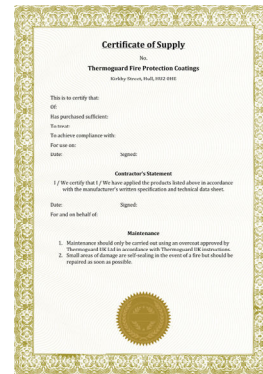 Certificate of Supply
No.
Thermoguard Fire Protection Coatings
Kirkby Street, Hull, HU2
This is to certify that:
Of:
Has purchased sufficient:
To treat:
To achieve compliance with:
For use on:
Date: Signed:
Contractor's Statement
I / We certify that I / We have applied the products listed above in accordance
with the manufacturer's written specification and technical data sheet.
Date: Signed:
For and on behalf of:
Maintenance
1. Maintenance should only be carried out using an overcoat approved by
Thermoguard UK Ltd in accordance with Thermoguard UK instructions.
2. Small areas of damage are self-sealing in the event of a fire but should be
repaired as soon as possible.